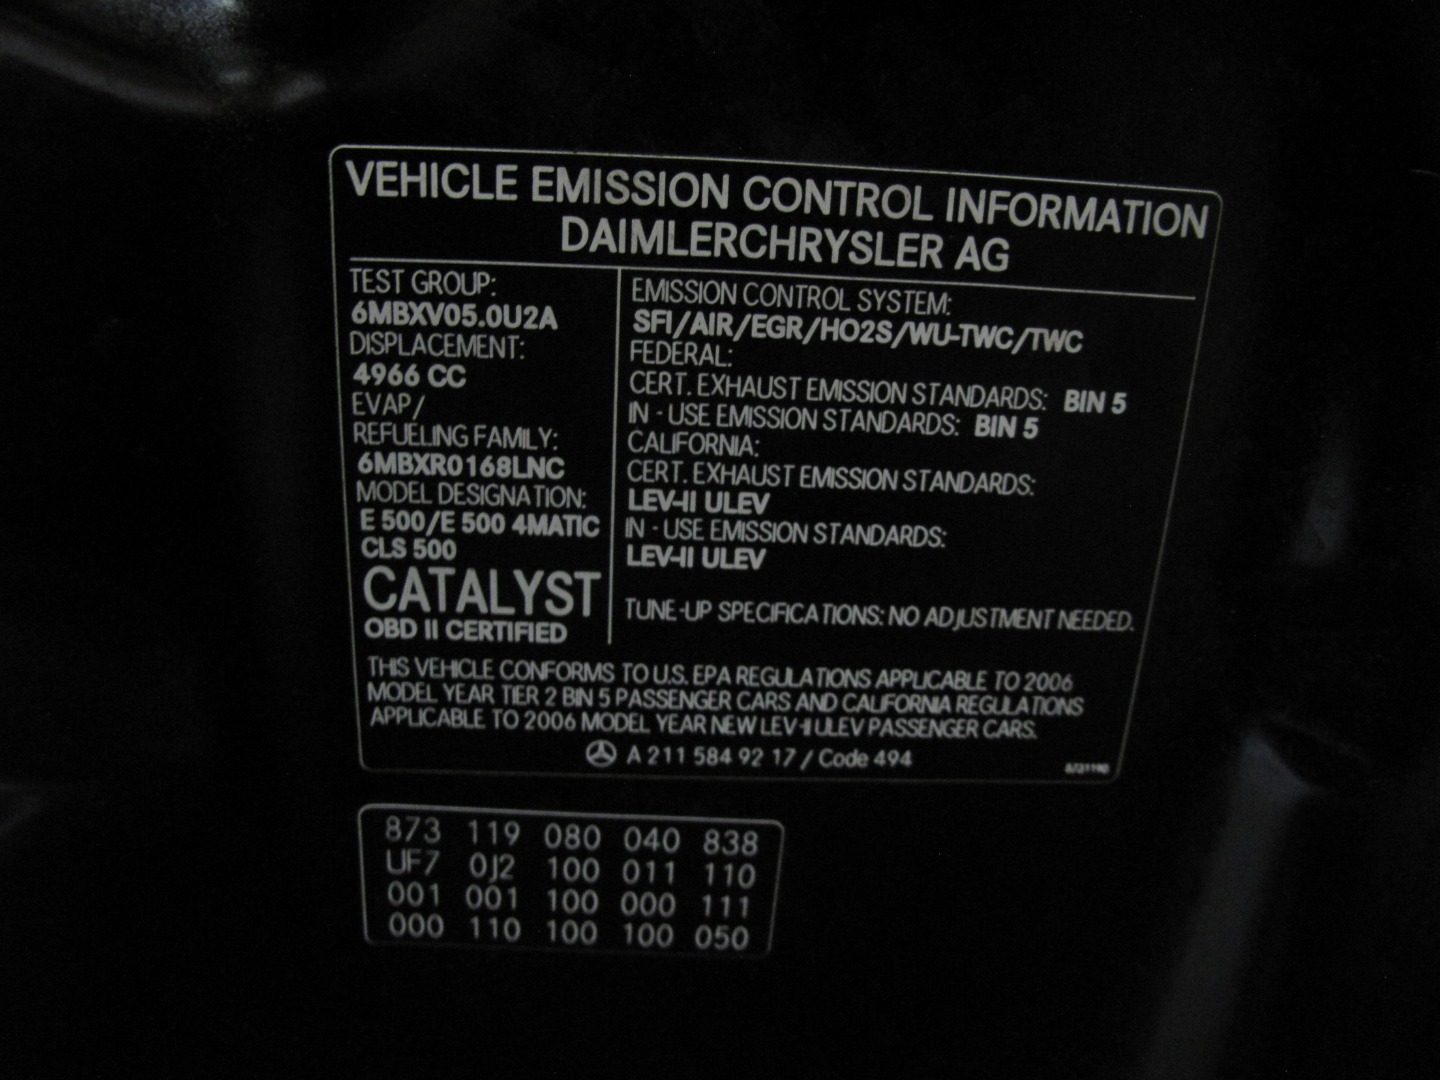 VEHICLE EMISSION CONTROL INFORMATION
DAIMLERCHRYSLER AG
TEST GROUP:
6MBXV05.0U2A
DISPLACEMENT:
4966 CC
EVAP/
REFUELING FAMILY:
6MBXR0168LNC
MODEL DESIGNATION:
E 500/E 500 4MATIC
CLS 500
CATALYST
OBD II CERTIFIED
EMISSION CONTROL SYSTEM:
SFI/AIR/EGR/HO2S/WU-TWC/TWC
FEDERAL:
CERT. EXHAUST EMISSION STANDARDS: BIN 5
IN - USE EMISSION STANDARDS: BIN 5
CALIFORNIA:
CERT. EXHAUST EMISSION STANDARDS:
LEV-II ULEV
IN - USE EMISSION STANDARDS:
LEV-II ULEV
TUNE-UP SPECIFICATIONS: NO ADJUSTMENT NEEDED.
THIS VEHICLE CONFORMS TO U.S. EPA REGULATIONS APPLICABLE TO 2006
MODEL YEAR TIER 2 BIN 5 PASSENGER CARS AND CALIFORNIA REGULATIONS
APPLICABLE TO 2006 MODEL YEAR NEW LEV-II ULEV PASSENGER CARS.
A 211 584 92 17 / Code 494
873 119 080 040 838
UF7 0J2 100 011 110
001 001 100 000 111
000 110 100 100 050